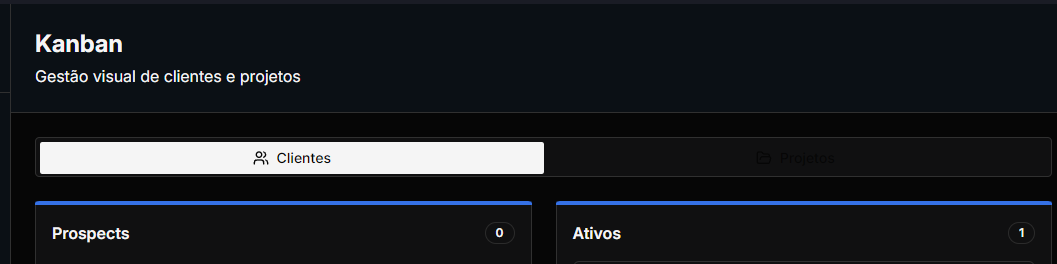 Kanban
Gestão visual de clientes e projetos
Clientes
Projetos
Prospects
0
Ativos
1